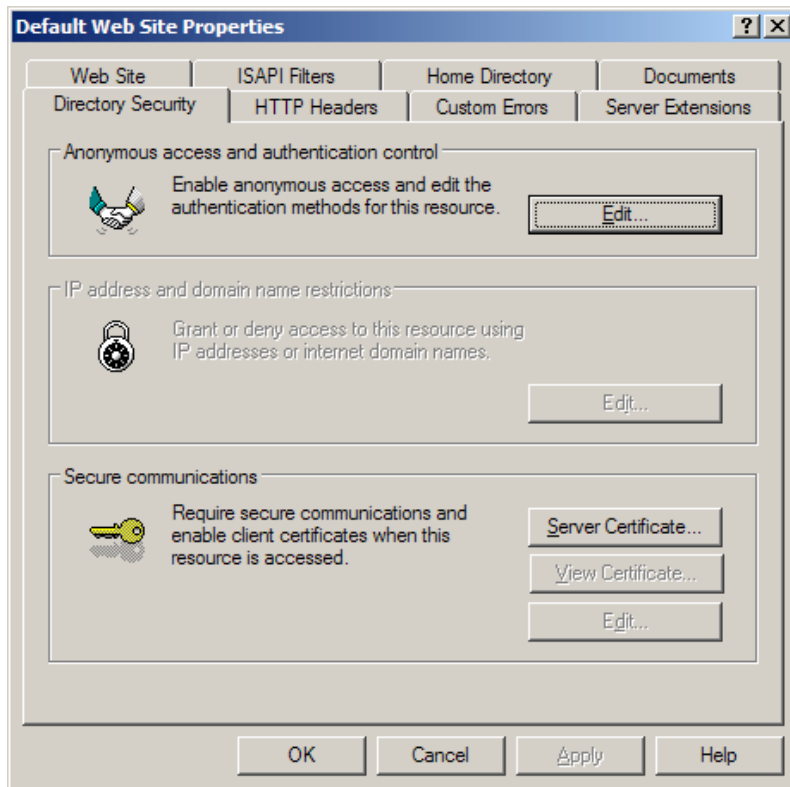 Default Web Site Properties
Web Site ISAPI Filters Home Directory Documents
Directory Security HTTP Headers Custom Errors Server Extensions
Anonymous access and authentication control
Enable anonymous access and edit the
authentication methods for this resource.
Edit...
IP address and domain name restrictions
Grant or deny access to this resource using
IP addresses or internet domain names.
Edit...
Secure communications
Require secure communications and
enable client certificates when this
resource is accessed.
Server Certificate...
View Certificate...
Edit...
OK Cancel Apply Help